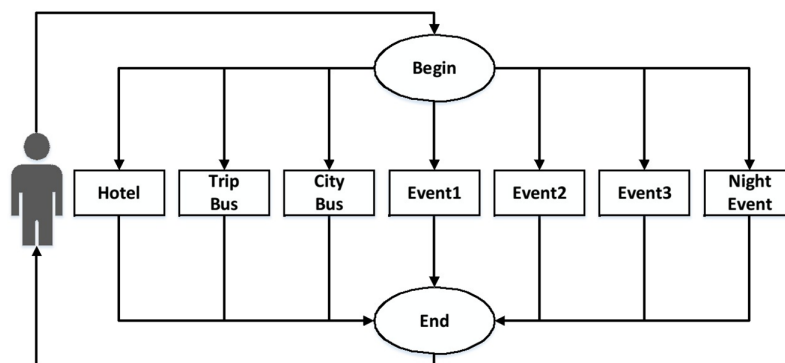 Begin
Hotel
Trip
Bus
City
Bus
Event1
Event2
Event3
Night
Event
End